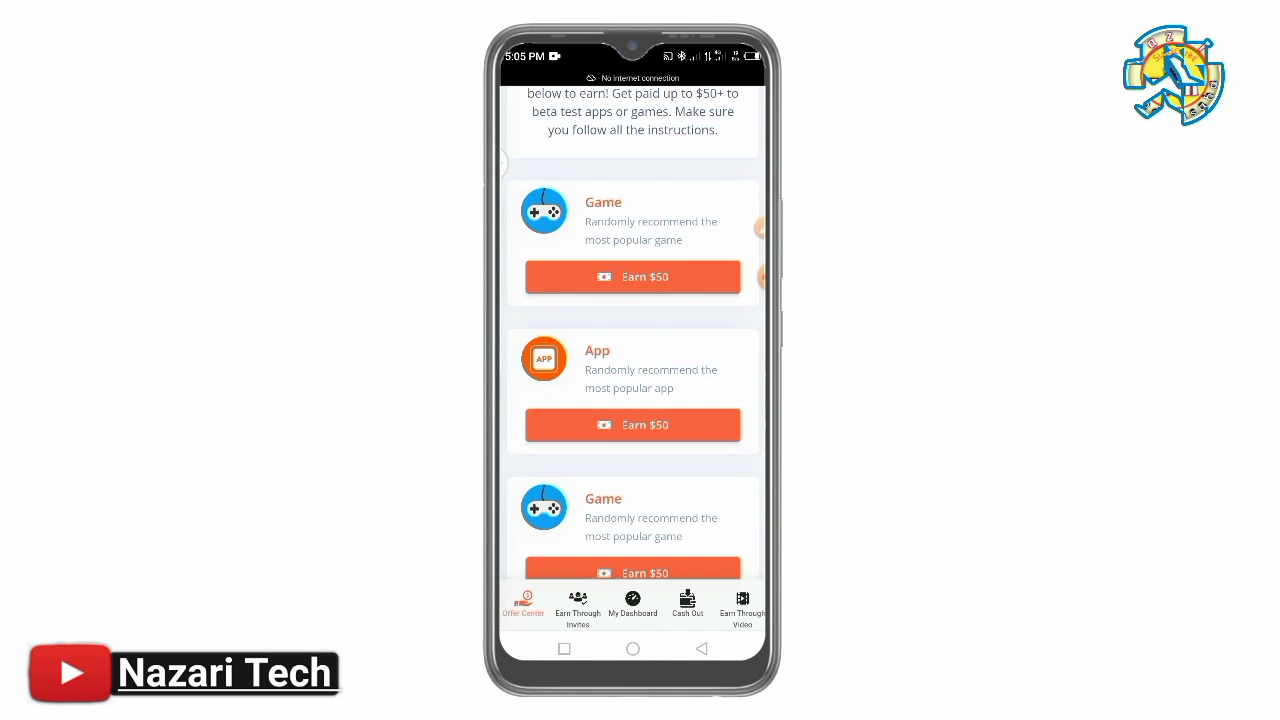 5:05 PM
No internet connection
below to earn! Get paid up to $50+ to
beta test apps or games. Make sure
you follow all the instructions.
Game
Randomly recommend the
most popular game
Earn $50
APP
App
Randomly recommend the
most popular app
Earn $50
Game
Randomly recommend the
most popular game
Earn $50
Offer Center
Earn Through
Invites
My Dashboard
Cash Out
Earn Through
Video
Nazari Tech